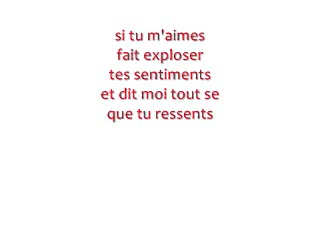 si tu m'aimes
fait exploser
tes sentiments
et dit moi tout se
que tu ressents